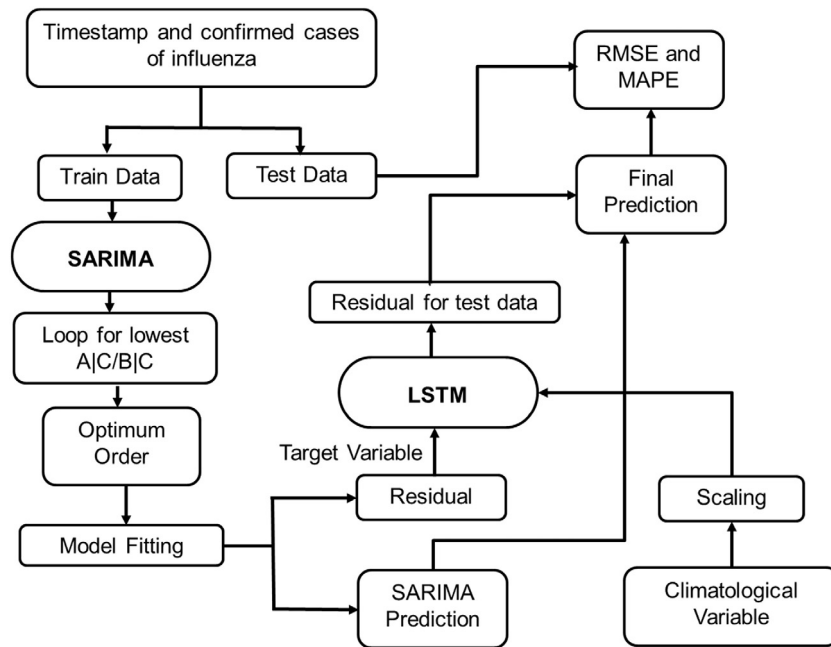 Timestamp and confirmed cases
of influenza
RMSE and
MAPE
Train Data
Test Data
Final
Prediction
SARIMA
Residual for test data
Loop for lowest
A|C/B|C
LSTM
Optimum
Order
Target Variable
Residual
Scaling
Model Fitting
SARIMA
Prediction
Climatological
Variable